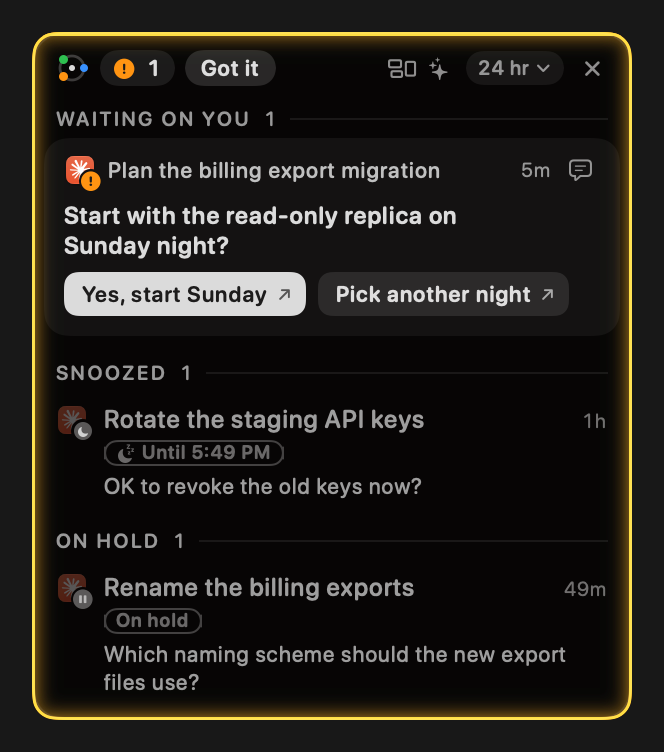 1 Got it 24 hr
WAITING ON YOU 1
Plan the billing export migration 5m
Start with the read-only replica on
Sunday night?
Yes, start Sunday Pick another night
SNOOZED 1
Rotate the staging API keys 1h
Until 5:49 PM
OK to revoke the old keys now?
ON HOLD 1
Rename the billing exports 49m
On hold
Which naming scheme should the new export
files use?